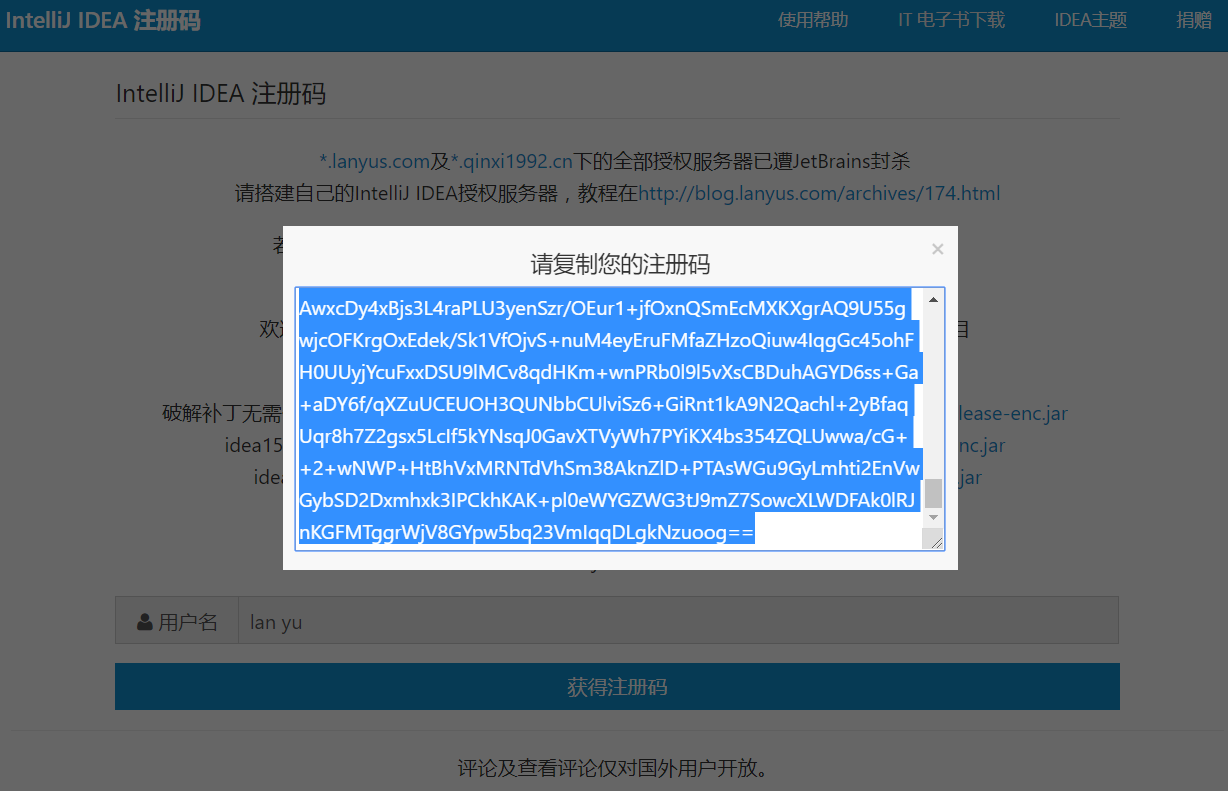 IntelliJ IDEA 注册码
使用帮助
IT 电子书下载
IDEA主题
捐赠
IntelliJ IDEA 注册码
*.lanyus.com及*.qinxi1992.cn下的全部授权服务器已遭JetBrains封杀
请搭建自己的IntelliJ IDEA授权服务器，教程在http://blog.lanyus.com/archives/174.html
×
请复制您的注册码
AwxcDy4xBjs3L4raPLU3yenSzr/OEur1+jfOxnQSmEcMXKXgrAQ9U55g
wjcOFKrgOxEdek/Sk1VfOjvS+nuM4eyEruFMfaZHzoQiuw4IqgGc45ohF
H0UUyjYcuFxxDSU9lMCv8qdHKm+wnPRb0l9l5vXsCBDuhAGYD6ss+Ga
+aDY6f/qXZuUCEUOH3QUNbbCUlviSz6+GiRnt1kA9N2Qachl+2yBfaq
Uqr8h7Z2gsx5LcIf5kYNsqJ0GavXTVyWh7PYiKX4bs354ZQLUwwa/cG+
+2+wNWP+HtBhVxMRNTdVhSm38AknZlD+PTAsWGu9GyLmhti2EnVw
GybSD2Dxmhxk3IPCkhKAK+pl0eWYGZWG3tJ9mZ7SowcXLWDFAk0lRJ
nKGFMTggrWjV8GYpw5bq23VmIqqDLgkNzuoog==
欢
目
破解补丁无需
lease-enc.jar
idea15
nc.jar
idea
.jar
用户名
lan yu
获得注册码
评论及查看评论仅对国外用户开放。